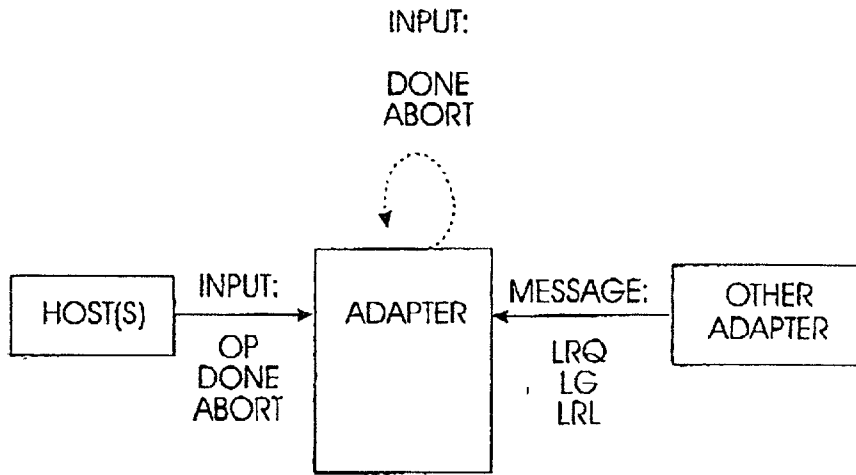 INPUT:
DONE
ABORT
HOST(S)
INPUT:
OP
DONE
ABORT
ADAPTER
MESSAGE:
LRQ
LG
LRL
OTHER
ADAPTER